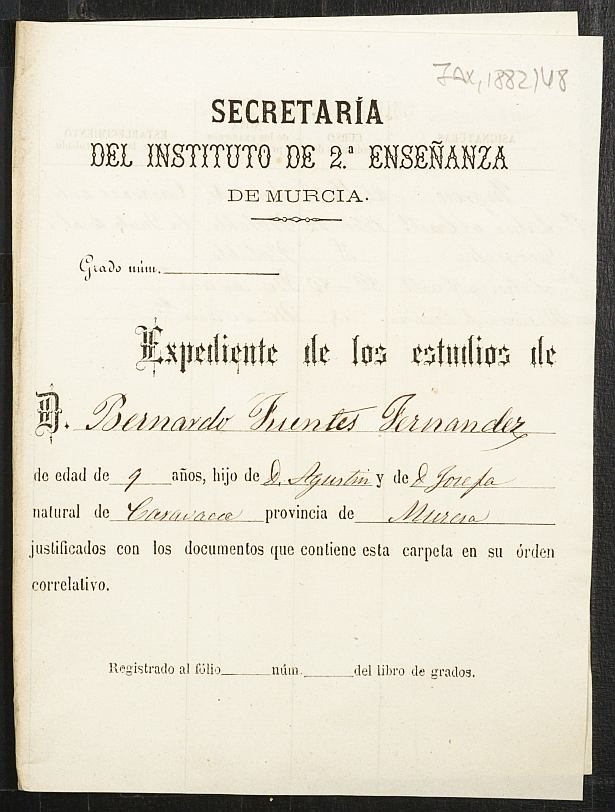 JAX, 1882/48
SECRETARÍA
DEL INSTITUTO DE 2.ª ENSEÑANZA
DE MURCIA.
Grado núm.
Expediente de los estudios de
D. Bernardo Fuentes Fernandez
de edad de 9 años, hijo de D. Agustin y de D.ª Josefa
natural de Caravaca provincia de Murcia
justificados con los documentos que contiene esta carpeta en su órden
correlativo.
Registrado al fólio núm. del libro de grados.